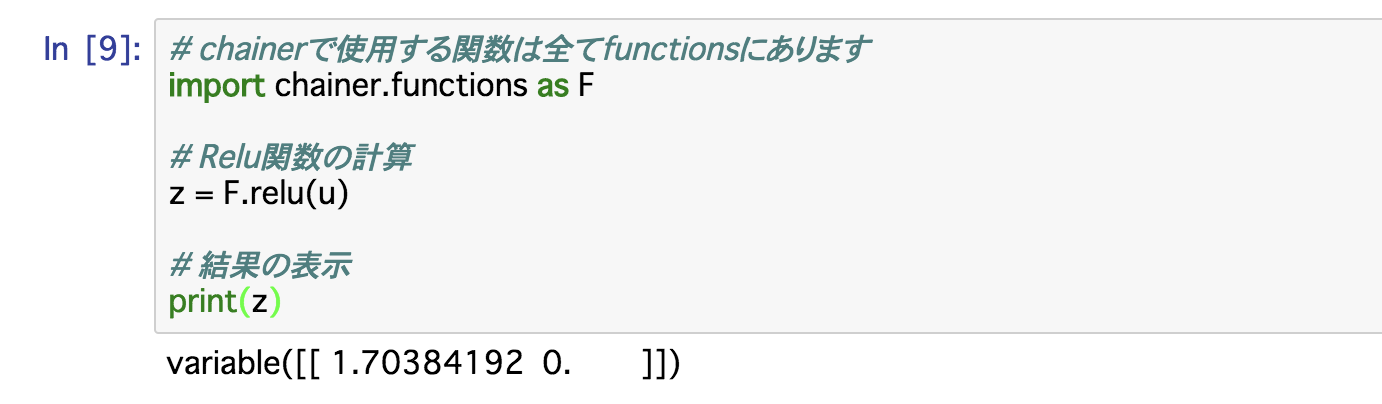 In [9]: # chainerで使用する関数は全てfunctionsにあります
import chainer.functions as F
# Relu関数の計算
z = F.relu(u)
# 結果の表示
print(z)
variable([[ 1.70384192 0. ]])